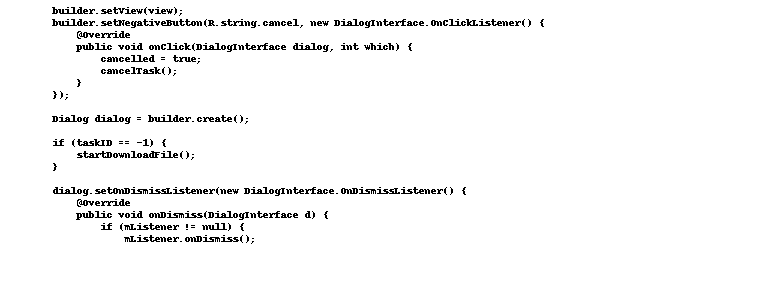 builder.setView(view);
builder.setNegativeButton(R.string.cancel, new DialogInterface.OnClickListener() {
    @Override
    public void onClick(DialogInterface dialog, int which) {
        cancelled = true;
        cancelTask();
    }
});

Dialog dialog = builder.create();

if (taskID == -1) {
    startDownloadFile();
}

dialog.setOnDismissListener(new DialogInterface.OnDismissListener() {
    @Override
    public void onDismiss(DialogInterface d) {
        if (mListener != null) {
            mListener.onDismiss();